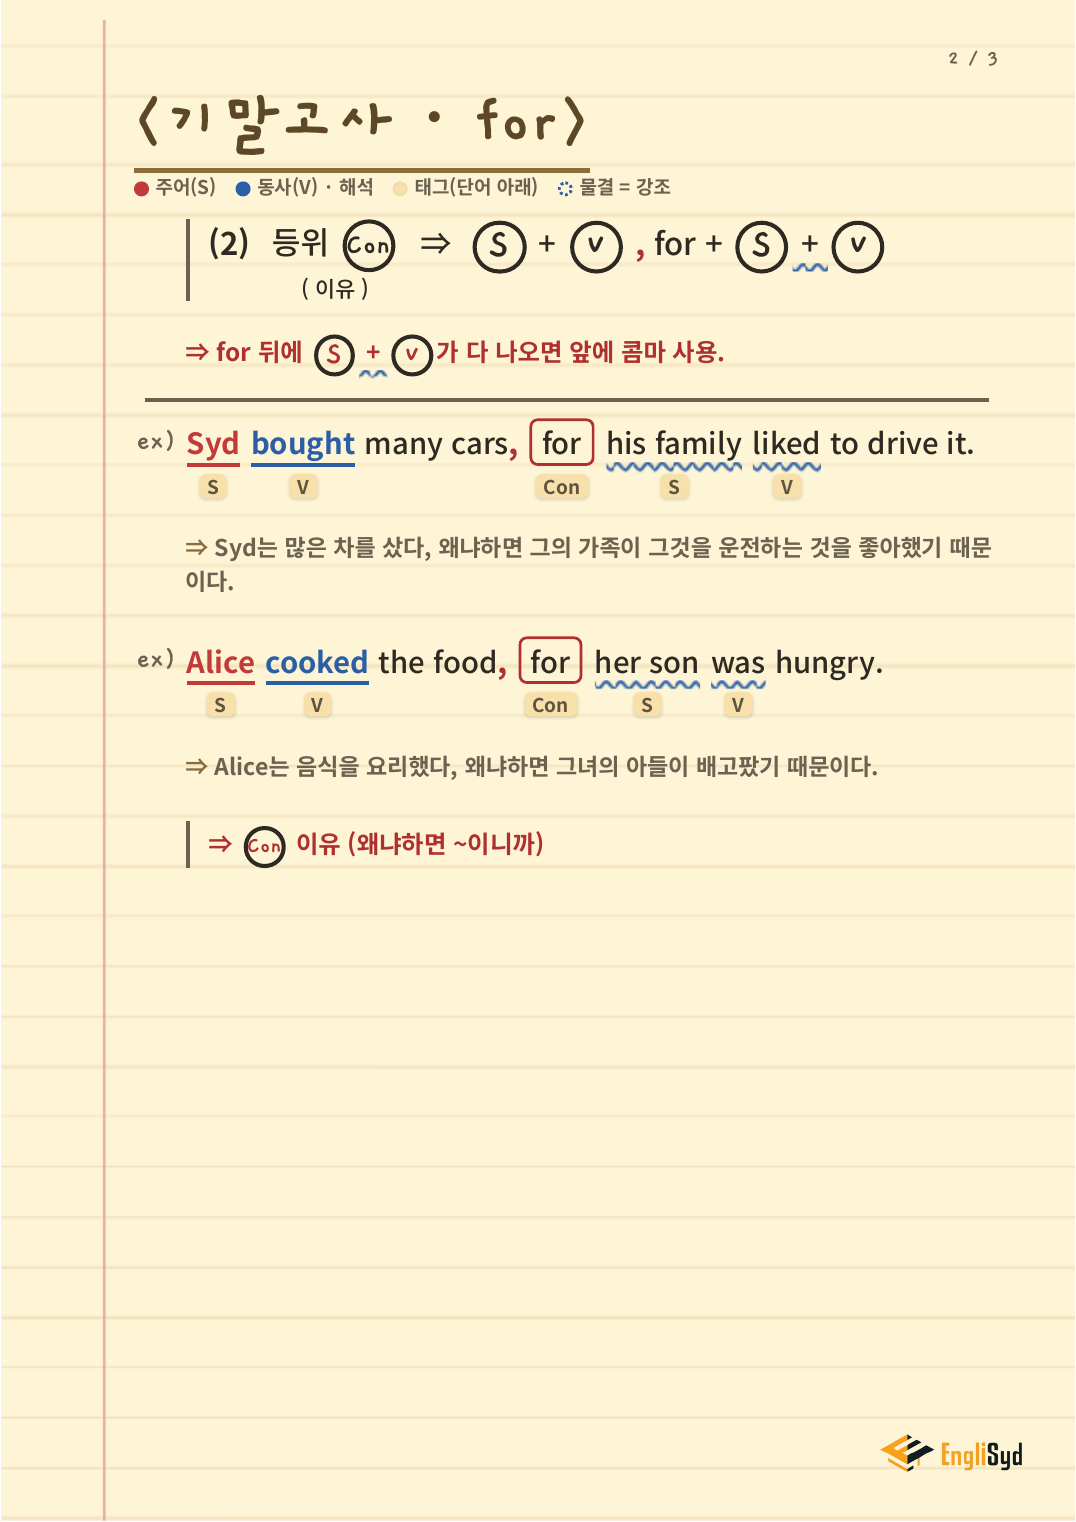 2 / 3
<기말고사 · for>
주어(S) 동사(V) · 해석 태그(단어 아래) 물결 = 강조
(2) 등위 Con ⇒ S + V , for + S + V
( 이유 )
⇒ for 뒤에 S + V가 다 나오면 앞에 콤마 사용.
ex) Syd bought many cars, for his family liked to drive it.
S V Con S V
⇒ Syd는 많은 차를 샀다, 왜냐하면 그의 가족이 그것을 운전하는 것을 좋아했기 때문
이다.
ex) Alice cooked the food, for her son was hungry.
S V Con S V
⇒ Alice는 음식을 요리했다, 왜냐하면 그녀의 아들이 배고팠기 때문이다.
⇒ Con 이유 (왜냐하면 ~이니까)
EngliSyd